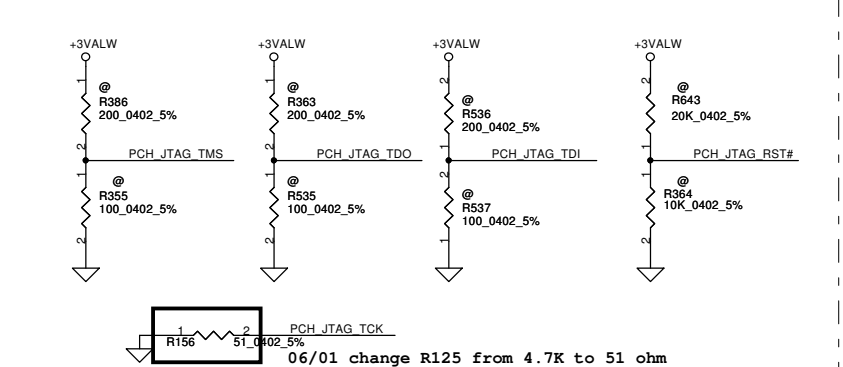 +3VALW
+3VALW
+3VALW
+3VALW
1
@
R386
200_0402_5%
2
PCH_JTAG_TMS
1
@
R355
100_0402_5%
2
1
@
R363
200_0402_5%
2
PCH_JTAG_TDO
1
@
R535
100_0402_5%
2
2
@
R536
200_0402_5%
1
PCH_JTAG_TDI
2
@
R537
100_0402_5%
1
2
@
R643
20K_0402_5%
1
PCH_JTAG_RST#
1
@
R364
10K_0402_5%
2
1
2
PCH_JTAG_TCK
R156
51_0402_5%
06/01 change R125 from 4.7K to 51 ohm